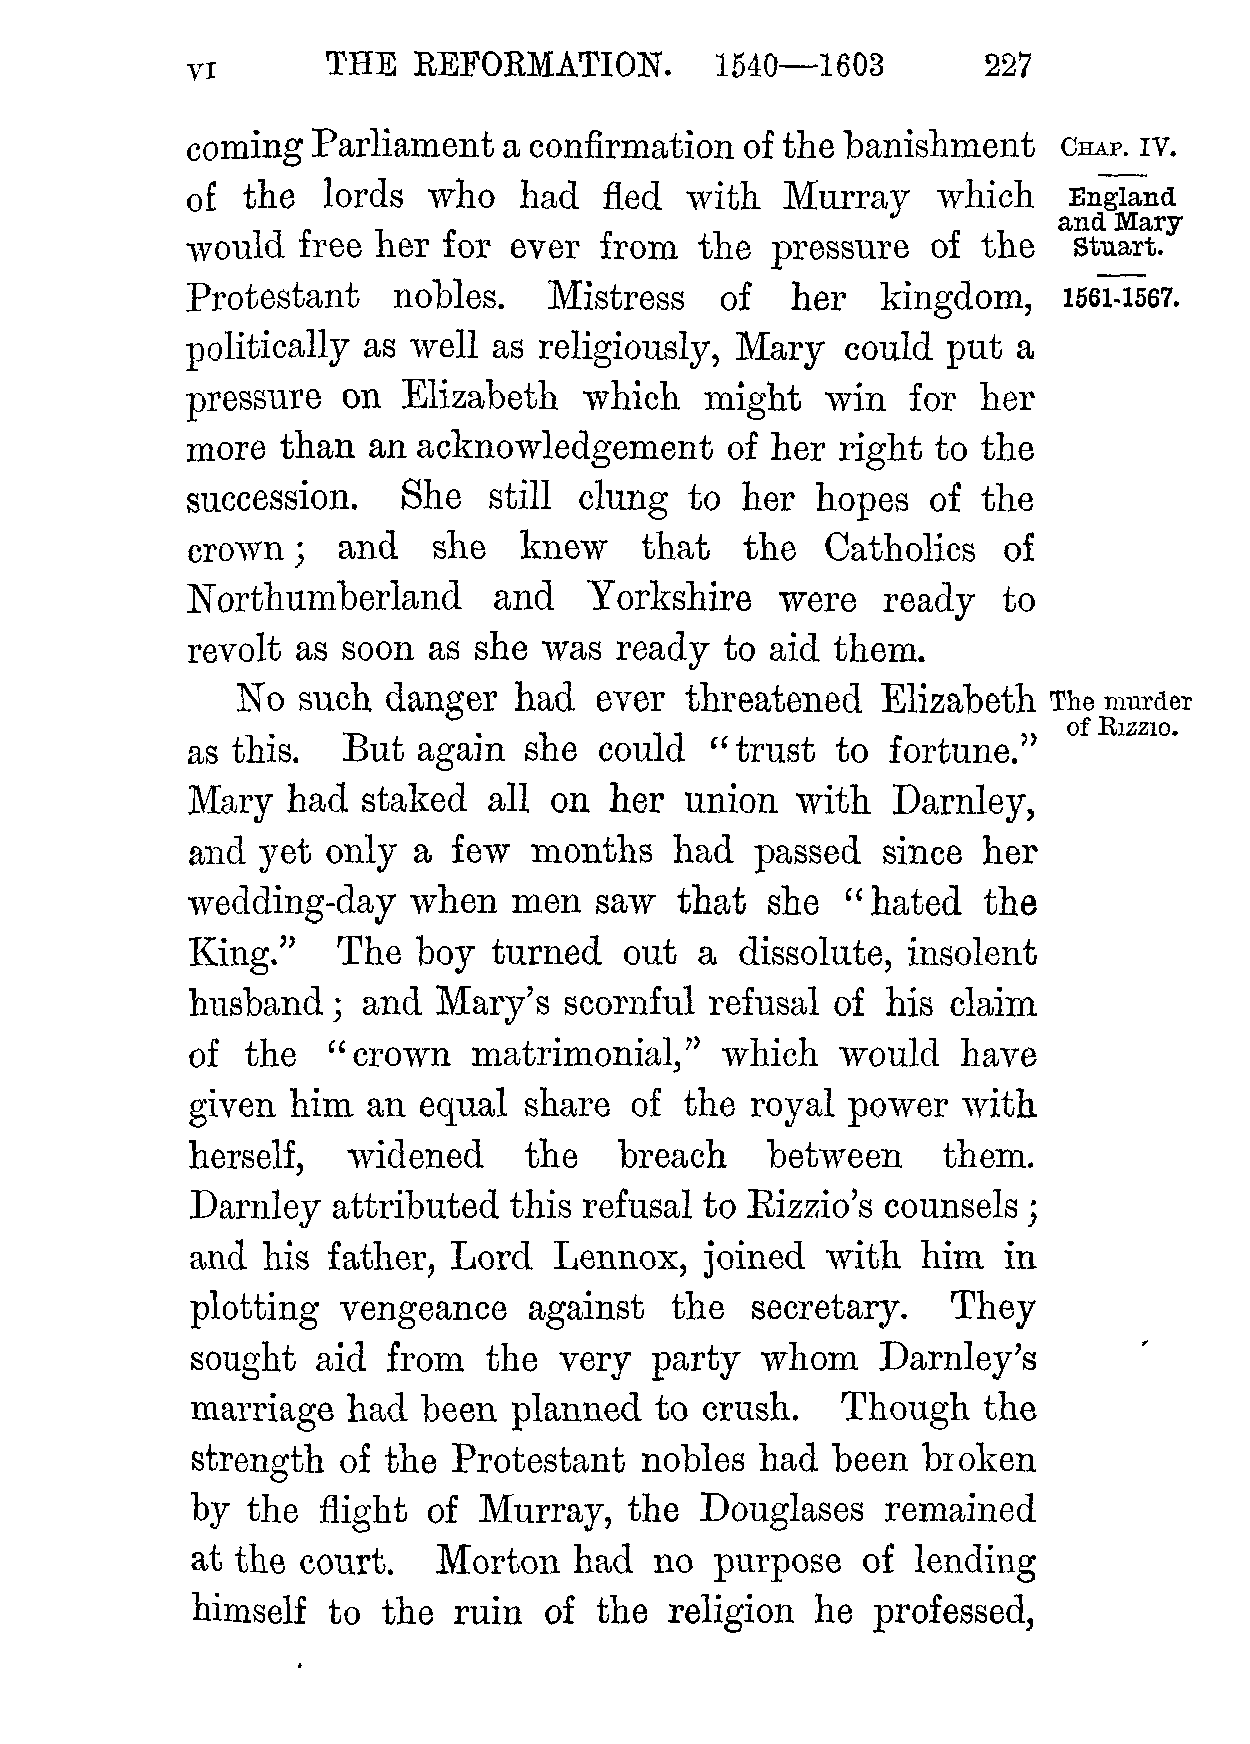 VI THE REFORMATION. 1540—1603 227
coming Parliament a confirmation of the banishment
of the lords who had fled with Murray which
would free her for ever from the pressure of the
Protestant nobles. Mistress of her kingdom,
politically as well as religiously, Mary could put a
pressure on Elizabeth which might win for her
more than an acknowledgement of her right to the
succession. She still clung to her hopes of the
crown ; and she knew that the Catholics of
Northumberland and Yorkshire were ready to
revolt as soon as she was ready to aid them.
CHAP. IV.
England
and Mary
Stuart.
1561-1567.
No such danger had ever threatened Elizabeth
as this. But again she could “trust to fortune.”
Mary had staked all on her union with Darnley,
and yet only a few months had passed since her
wedding-day when men saw that she “hated the
King.” The boy turned out a dissolute, insolent
husband ; and Mary’s scornful refusal of his claim
of the “crown matrimonial,” which would have
given him an equal share of the royal power with
herself, widened the breach between them.
Darnley attributed this refusal to Rizzio’s counsels ;
and his father, Lord Lennox, joined with him in
plotting vengeance against the secretary. They
sought aid from the very party whom Darnley’s
marriage had been planned to crush. Though the
strength of the Protestant nobles had been broken
by the flight of Murray, the Douglases remained
at the court. Morton had no purpose of lending
himself to the ruin of the religion he professed,
The murder
of Rizzio.